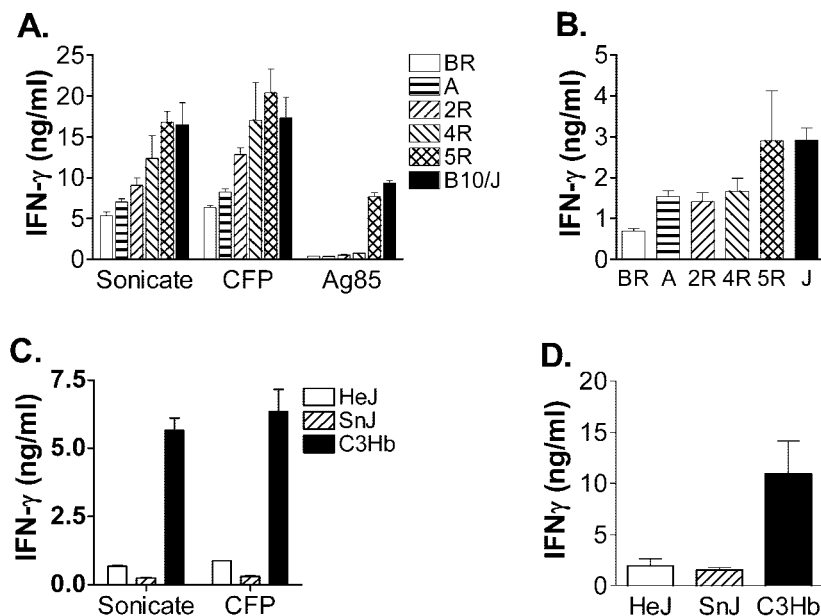 A.
IFN-γ (ng/ml)
25
20
15
10
5
0
Sonicate CFP Ag85
BR
A
2R
4R
5R
B10/J
B.
IFN-γ (ng/ml)
5
4
3
2
1
0
BR A 2R 4R 5R J
C.
IFN-γ (ng/ml)
7.5
5.0
2.5
0.0
Sonicate CFP
HeJ
SnJ
C3Hb
D.
IFNγ (ng/ml)
20
15
10
5
0
HeJ SnJ C3Hb